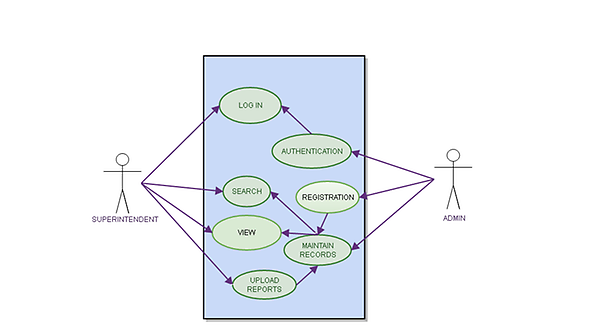 LOG IN
AUTHENTICATION
SEARCH
REGISTRATION
SUPERINTENDENT
ADMIN
VIEW
MAINTAIN
RECORDS
UPLOAD
REPORTS